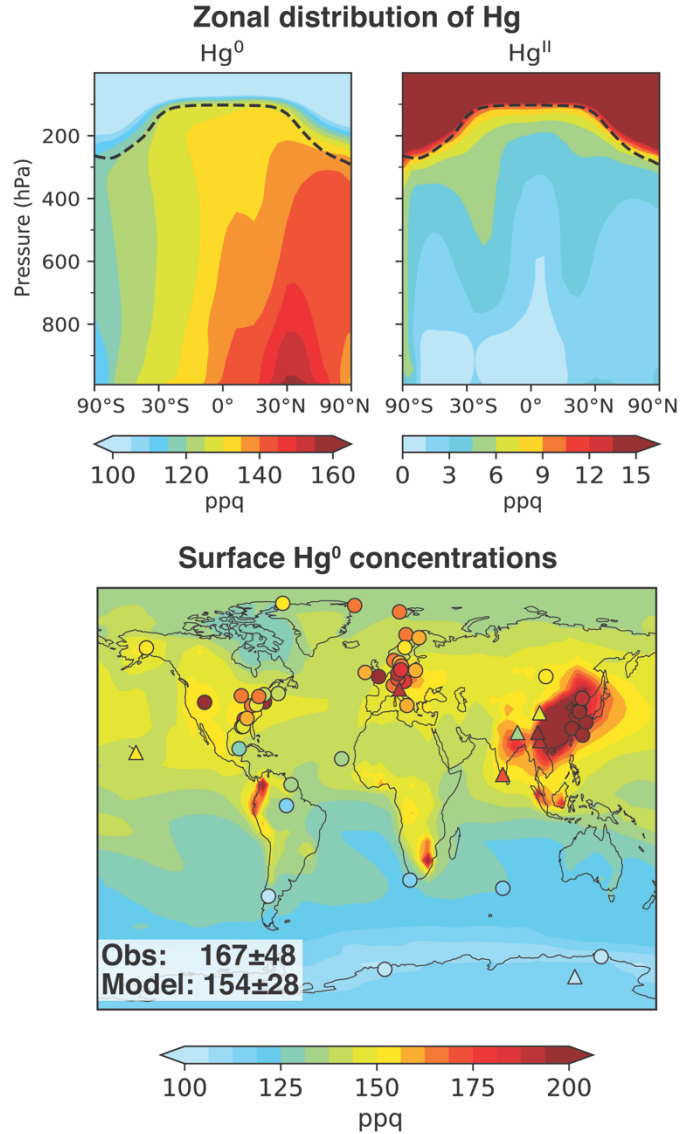 Zonal distribution of Hg
Hg⁰ Hgᴵᴵ
Pressure (hPa)
200
400
600
800
90°S 30°S 0° 30°N 90°N 90°S 30°S 0° 30°N 90°N
100 120 140 160 0 3 6 9 12 15
ppq ppq
Surface Hg⁰ concentrations
Obs: 167±48
Model: 154±28
100 125 150 175 200
ppq